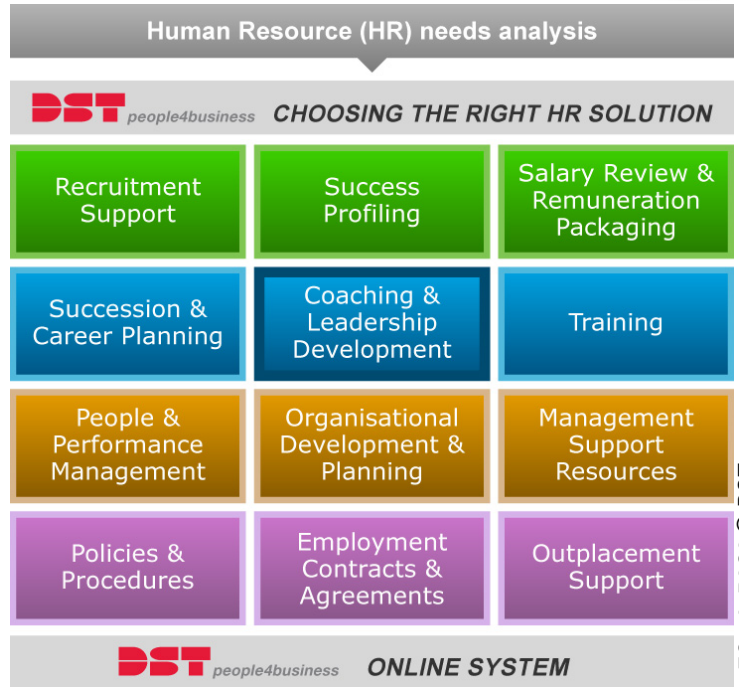 Human Resource (HR) needs analysis
DST people4business CHOOSING THE RIGHT HR SOLUTION
Recruitment
Support
Success
Profiling
Salary Review &
Remuneration
Packaging
Succession &
Career Planning
Coaching &
Leadership
Development
Training
People &
Performance
Management
Organisational
Development &
Planning
Management
Support
Resources
Policies &
Procedures
Employment
Contracts &
Agreements
Outplacement
Support
DST people4business ONLINE SYSTEM